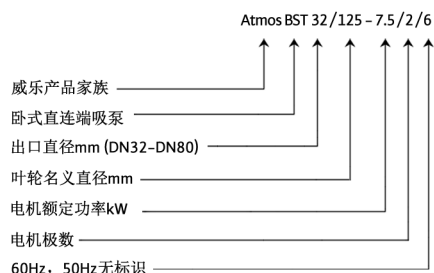 Atmos BST 32/125-7.5/2/6
威乐产品家族
卧式直连端吸泵
出口直径mm (DN32-DN80)
叶轮名义直径mm
电机额定功率kW
电机极数
60Hz，50Hz无标识